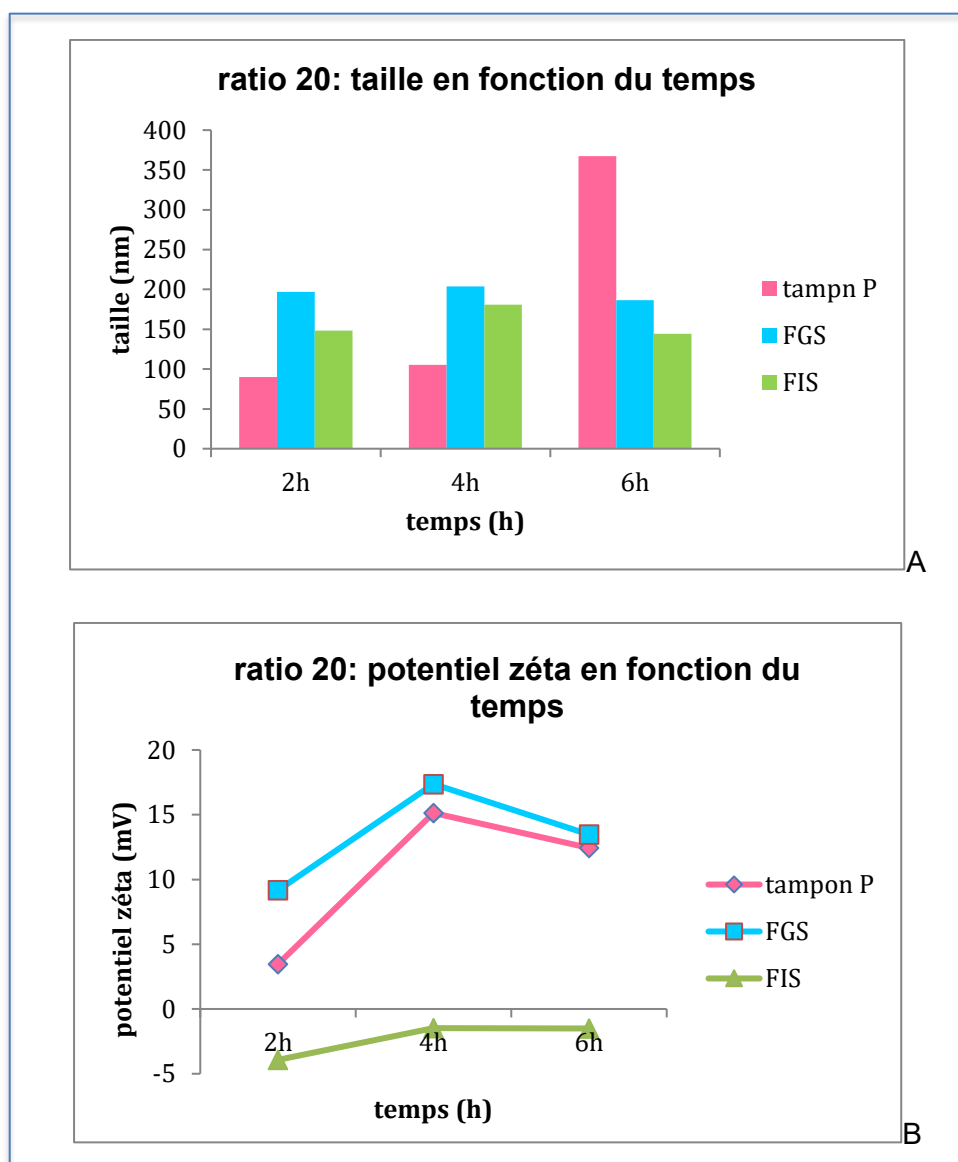 ratio 20: taille en fonction du temps
400
350
300
250
200
150
100
50
0
taille (nm)
2h
4h
6h
temps (h)
tampn P
FGS
FIS
A
ratio 20: potentiel zéta en fonction du
temps
20
15
10
5
0
-5
potentiel zéta (mV)
2h
4h
6h
temps (h)
tampon P
FGS
FIS
B